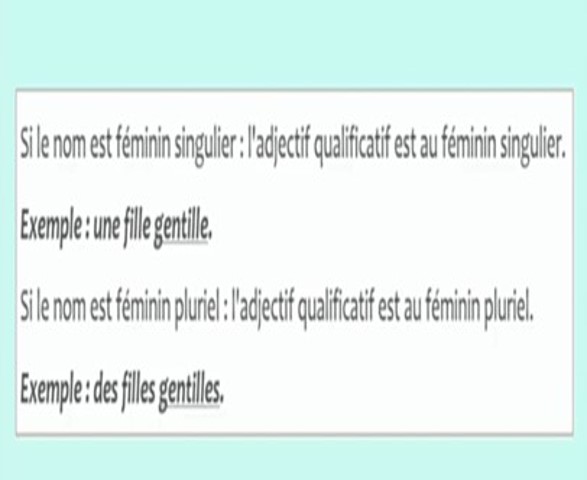 Si le nom est féminin singulier : l'adjectif qualificatif est au féminin singulier.
Exemple : une fille gentille.
Si le nom est féminin pluriel : l'adjectif qualificatif est au féminin pluriel.
Exemple : des filles gentilles.